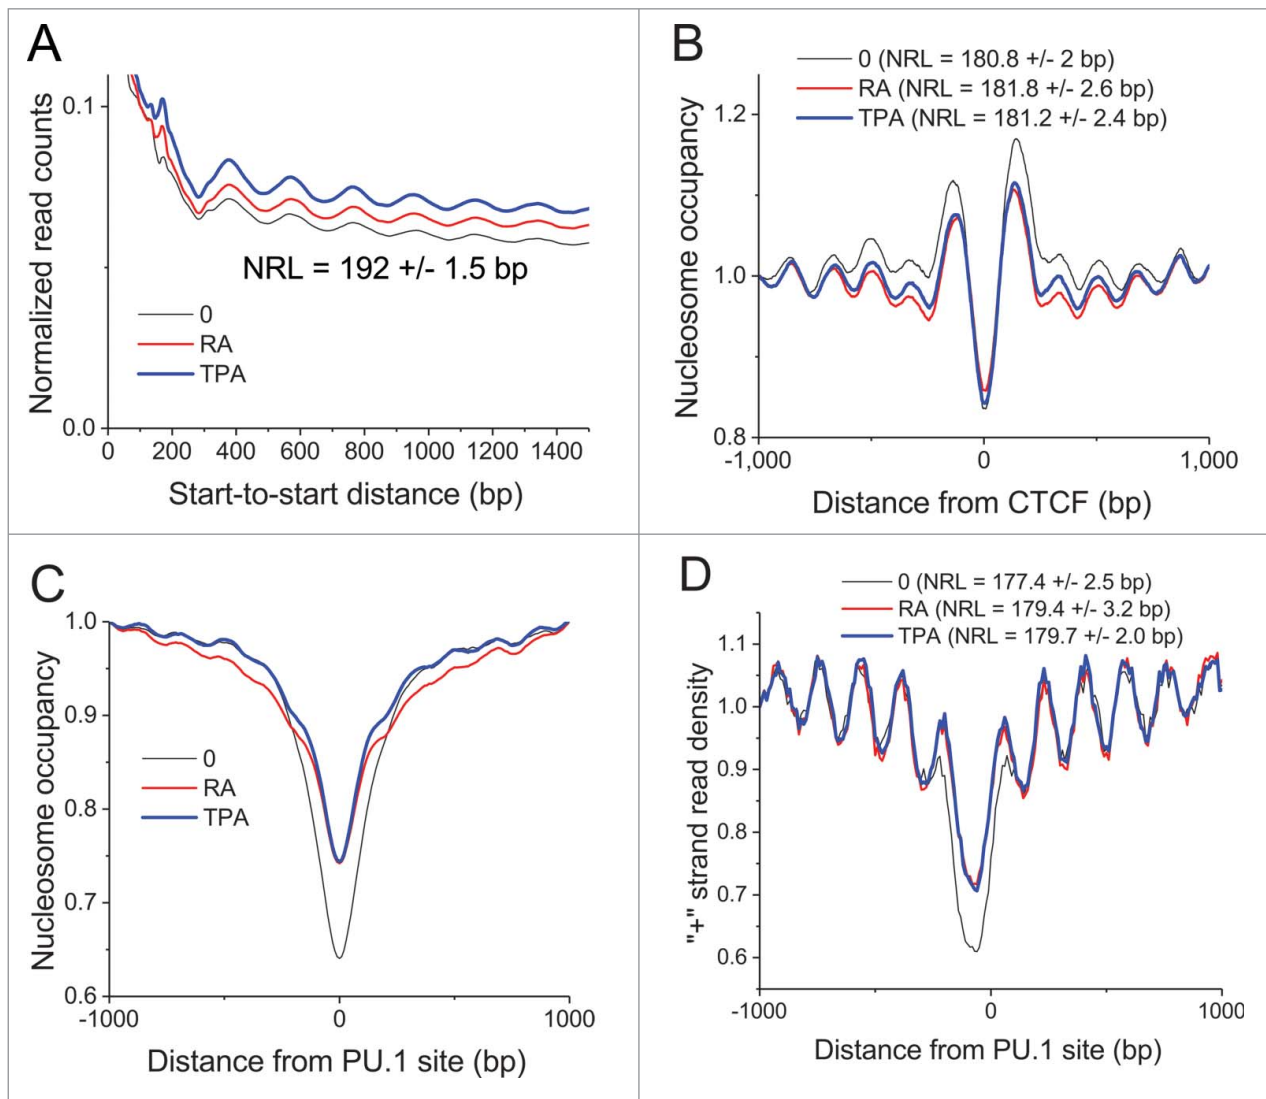 A
Normalized read counts
0.1
0.0
NRL = 192 +/- 1.5 bp
0
RA
TPA
0 200 400 600 800 1000 1200 1400
Start-to-start distance (bp)
B
0 (NRL = 180.8 +/- 2 bp)
RA (NRL = 181.8 +/- 2.6 bp)
TPA (NRL = 181.2 +/- 2.4 bp)
Nucleosome occupancy
1.2
1.0
0.8
-1,000 0 1,000
Distance from CTCF (bp)
C
Nucleosome occupancy
1.0
0.9
0.8
0.7
0.6
0
RA
TPA
-1000 0 1000
Distance from PU.1 site (bp)
D
0 (NRL = 177.4 +/- 2.5 bp)
RA (NRL = 179.4 +/- 3.2 bp)
TPA (NRL = 179.7 +/- 2.0 bp)
"+" strand read density
1.1
1.0
0.9
0.8
0.7
0.6
-1000 0 1000
Distance from PU.1 site (bp)